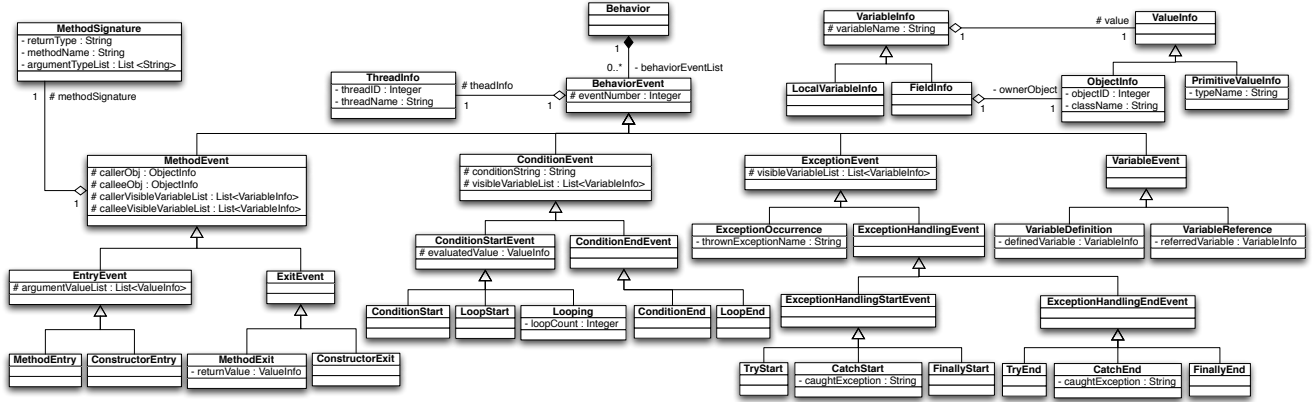 Behavior
1
0..*
- behaviorEventList
BehaviorEvent
# eventNumber : Integer
MethodSignature
- returnType : String
- methodName : String
- argumentTypeList : List <String>
1
# methodSignature
1
ThreadInfo
- threadID : Integer
- threadName : String
# theadInfo
1
1
VariableInfo
# variableName : String
# value
1
1
ValueInfo
LocalVariableInfo
FieldInfo
- ownerObject
1
1
ObjectInfo
- objectID : Integer
- className : String
PrimitiveValueInfo
- typeName : String
MethodEvent
# callerObj : ObjectInfo
# calleeObj : ObjectInfo
# callerVisibleVariableList : List<VariableInfo>
# calleeVisibleVariableList : List<VariableInfo>
ConditionEvent
# conditionString : String
# visibleVariableList : List<VariableInfo>
ExceptionEvent
# visibleVariableList : List<VariableInfo>
VariableEvent
ConditionStartEvent
# evaluatedValue : ValueInfo
ConditionEndEvent
ExceptionOccurrence
- thrownExceptionName : String
ExceptionHandlingEvent
VariableDefinition
- definedVariable : VariableInfo
VariableReference
- referredVariable : VariableInfo
EntryEvent
# argumentValueList : List<ValueInfo>
ExitEvent
ConditionStart
LoopStart
Looping
- loopCount : Integer
ConditionEnd
LoopEnd
ExceptionHandlingStartEvent
ExceptionHandlingEndEvent
MethodEntry
ConstructorEntry
MethodExit
- returnValue : ValueInfo
ConstructorExit
TryStart
CatchStart
- caughtException : String
FinallyStart
TryEnd
CatchEnd
- caughtException : String
FinallyEnd